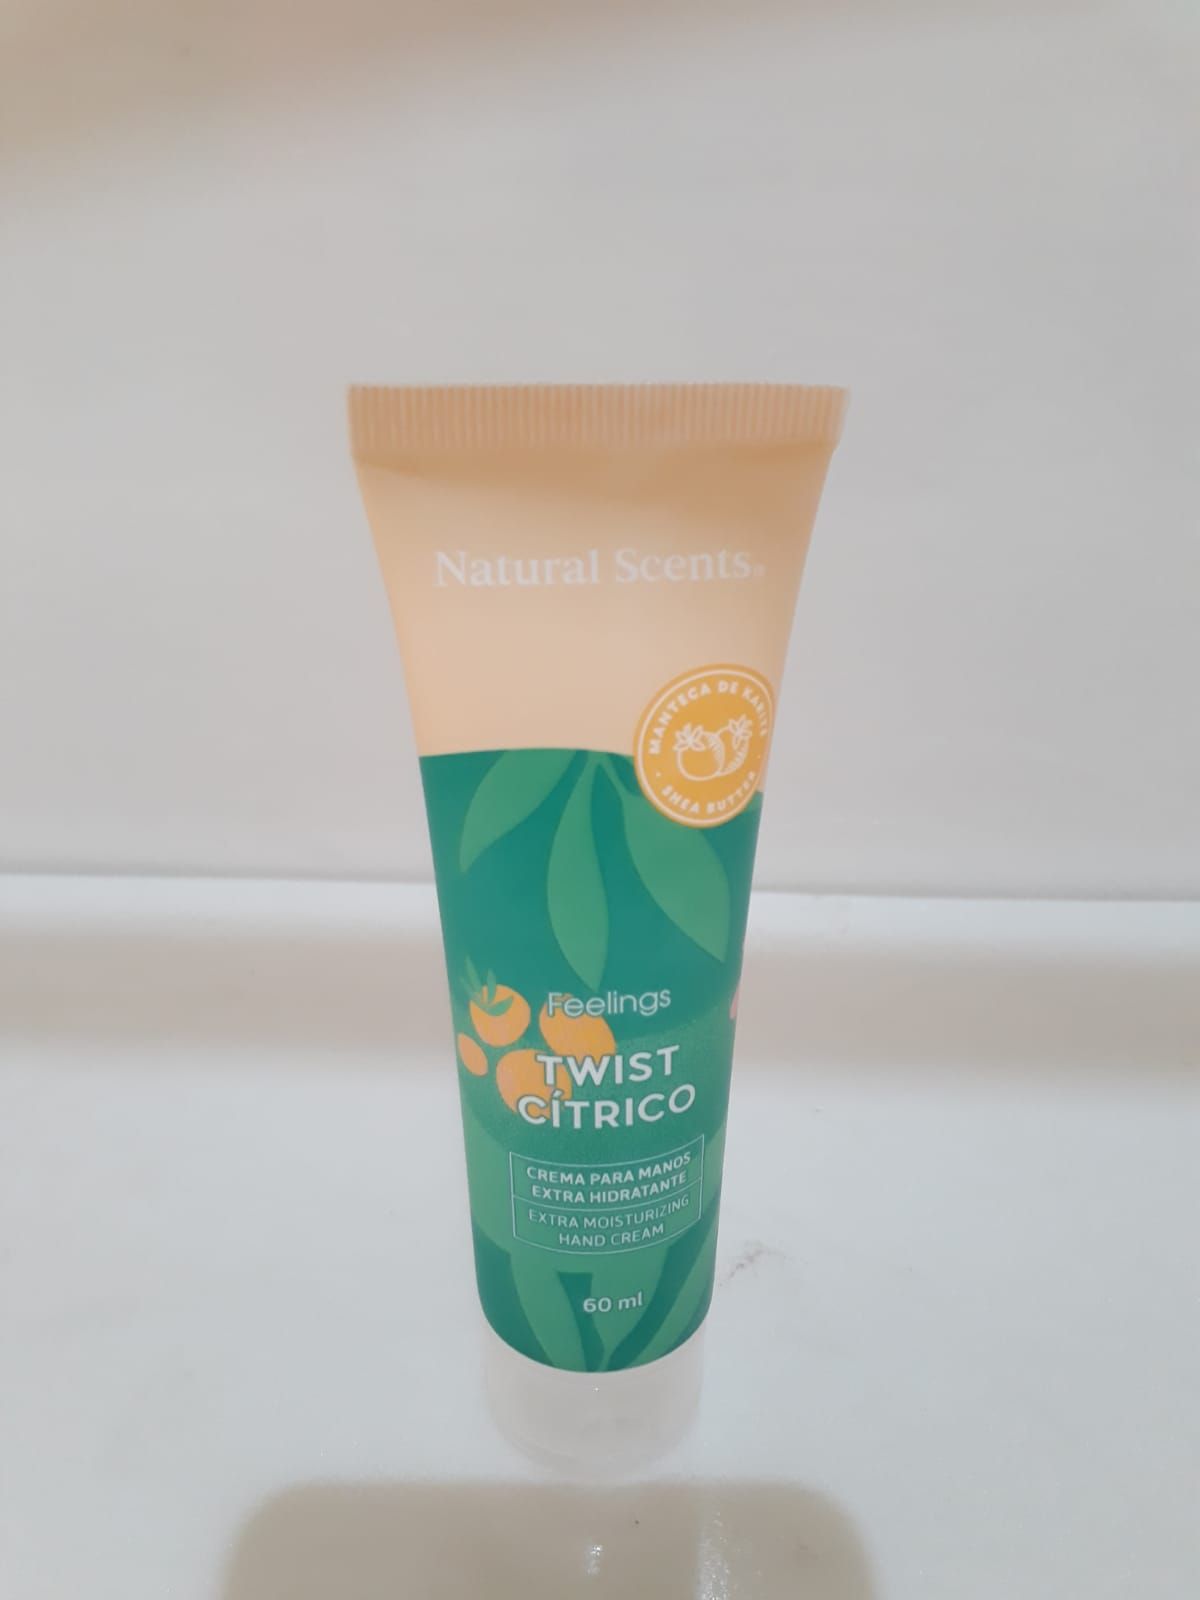 Natural Scents®
MANTECA DE KARITÉ
SHEA BUTTER
Feelings
TWIST
CÍTRICO
CREMA PARA MANOS
EXTRA HIDRATANTE
EXTRA MOISTURIZING
HAND CREAM
60 ml